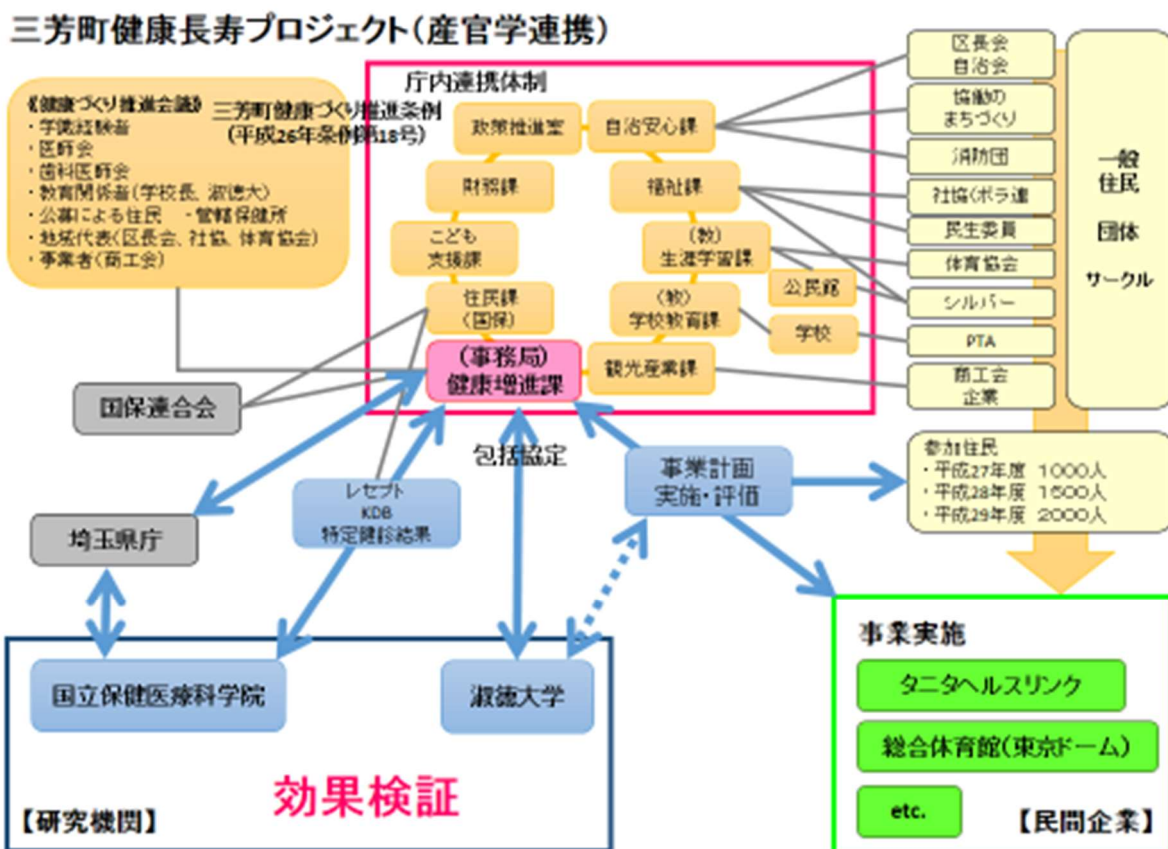 三芳町健康長寿プロジェクト(産官学連携)
《健康づくり推進会議》
・学識経験者
・医師会
・歯科医師会
・教育関係者(学校長、淑徳大)
・公募による住民 ・管轄保健所
・地域代表(区長会、社協、体育協会)
・事業者(商工会)
三芳町健康づくり推進条例
(平成26年条例第18号)
庁内連携体制
政策推進室
自治安心課
財務課
福祉課
こども
支援課
(教)
生涯学習課
公民館
住民課
(国保)
(教)
学校教育課
学校
(事務局)
健康増進課
観光産業課
区長会
自治会
協働の
まちづくり
消防団
社協(ボラ連
民生委員
体育協会
シルバー
PTA
商工会
企業
一般
住民
団体
サークル
国保連合会
包括協定
レセプト
KDB
特定健診結果
事業計画
実施・評価
参加住民
・平成27年度 1000人
・平成28年度 1500人
・平成29年度 2000人
埼玉県庁
国立保健医療科学院
淑徳大学
効果検証
【研究機関】
事業実施
タニタヘルスリンク
総合体育館(東京ドーム)
etc.
【民間企業】